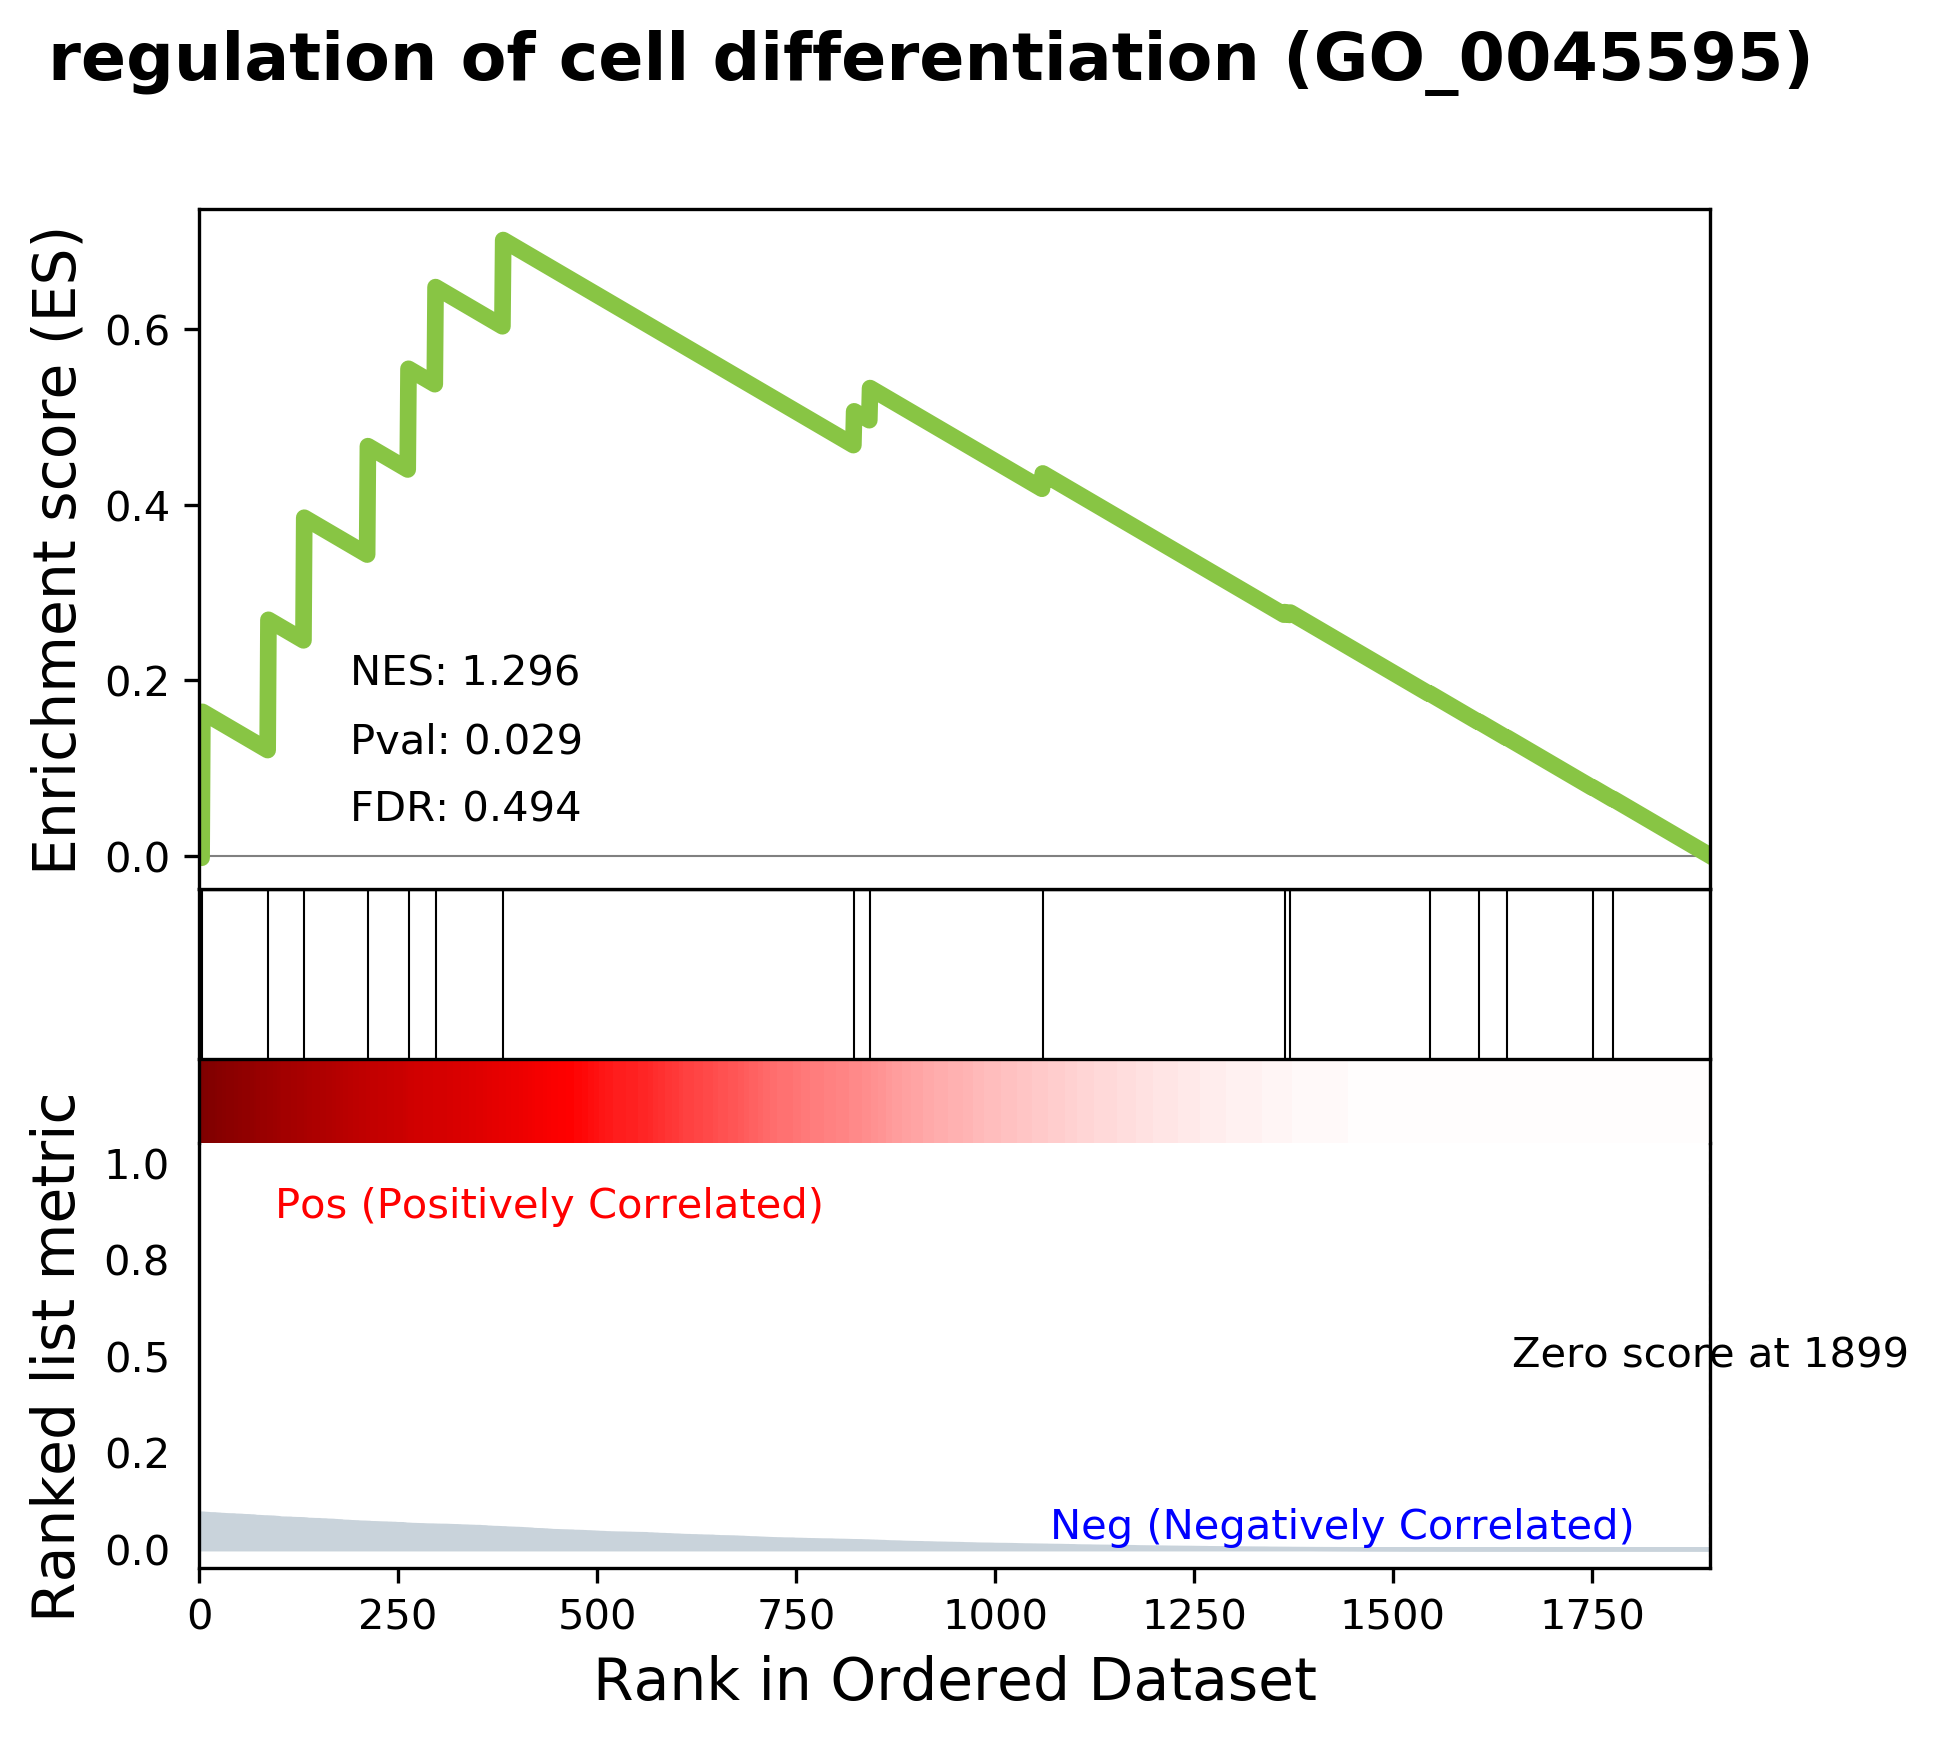 regulation of cell differentiation (GO_0045595)
Enrichment score (ES)
0.6
0.4
0.2
0.0
NES: 1.296
Pval: 0.029
FDR: 0.494
Ranked list metric
1.0
0.8
0.5
0.2
0.0
Pos (Positively Correlated)
Zero score at 1899
Neg (Negatively Correlated)
0 250 500 750 1000 1250 1500 1750
Rank in Ordered Dataset